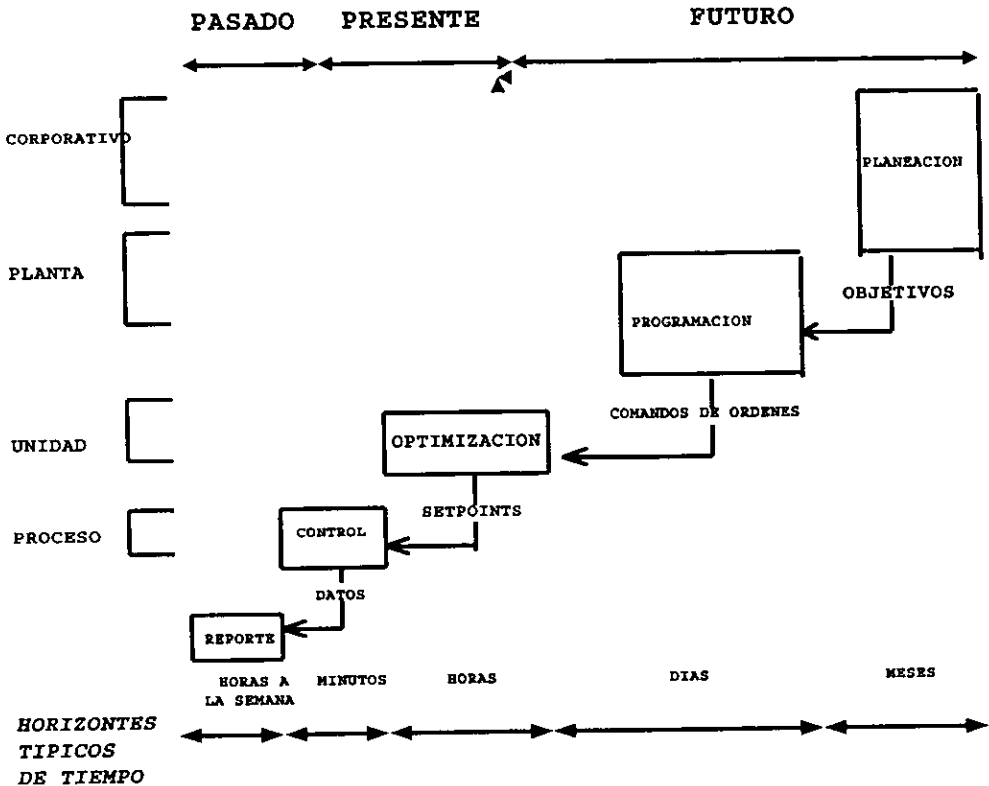 PASADO PRESENTE FUTURO
CORPORATIVO
PLANEACION
PLANTA
OBJETIVOS
PROGRAMACION
COMANDOS DE ORDENES
UNIDAD
OPTIMIZACION
SETPOINTS
PROCESO
CONTROL
DATOS
REPORTE
HORAS A MINUTOS HORAS DIAS MESES
LA SEMANA
HORIZONTES
TIPICOS
DE TIEMPO